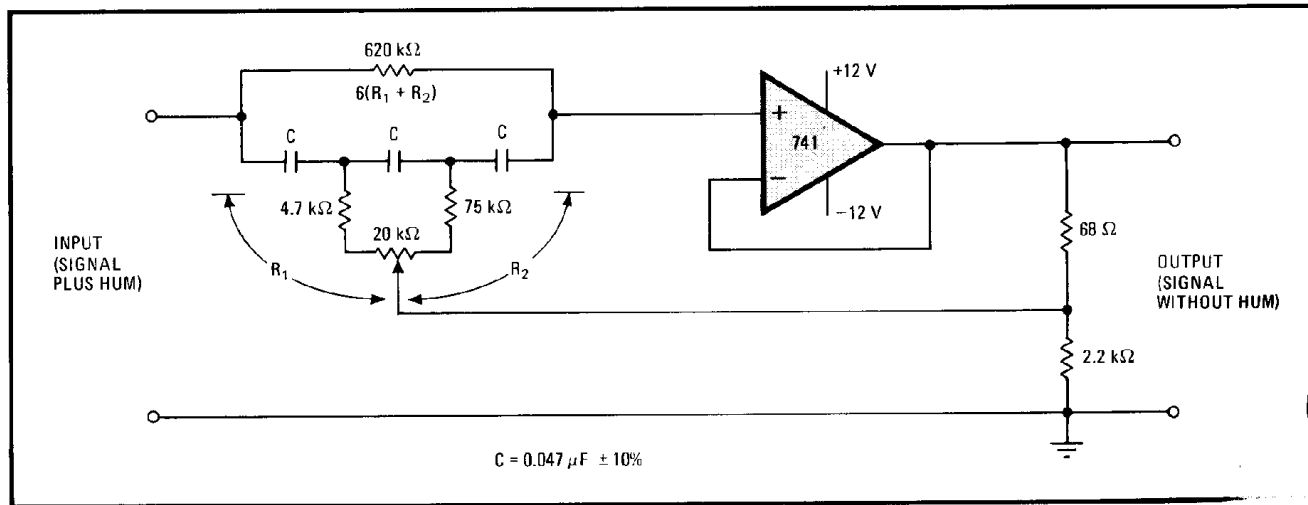 620 kΩ
6(R₁ + R₂)
C
C
C
4.7 kΩ
75 kΩ
20 kΩ
R₁
R₂
INPUT
(SIGNAL
PLUS HUM)
+12 V
+
741
−
−12 V
68 Ω
2.2 kΩ
OUTPUT
(SIGNAL
WITHOUT HUM)
C = 0.047 μF ±10%